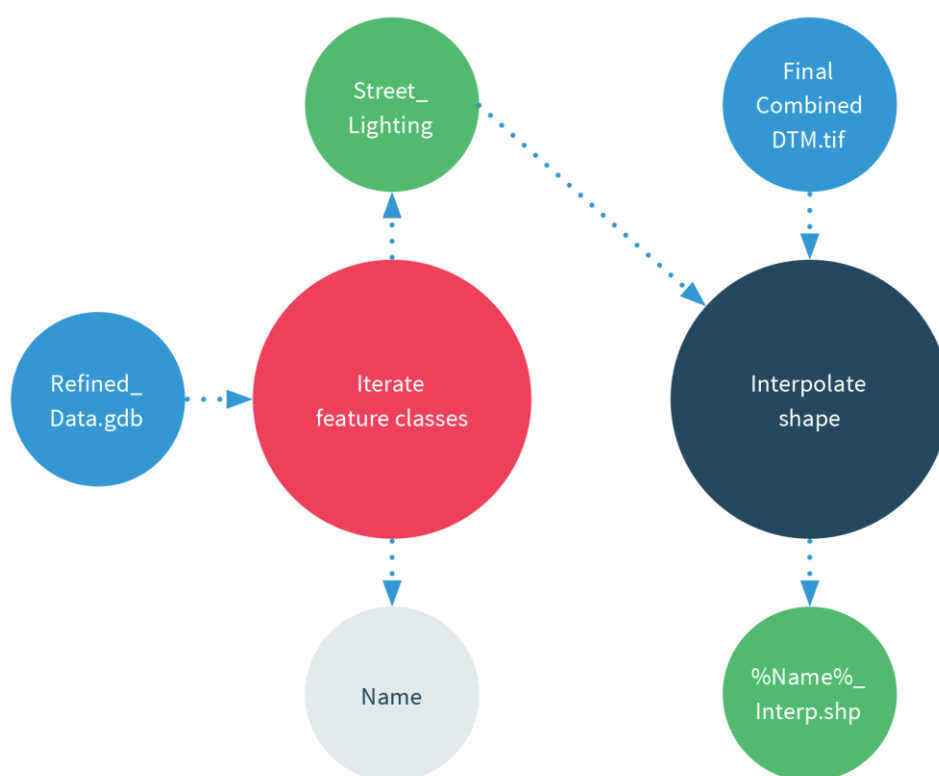 Street_
Lighting
Final
Combined
DTM.tif
Refined_
Data.gdb
Iterate
feature classes
Interpolate
shape
Name
%Name%_
Interp.shp